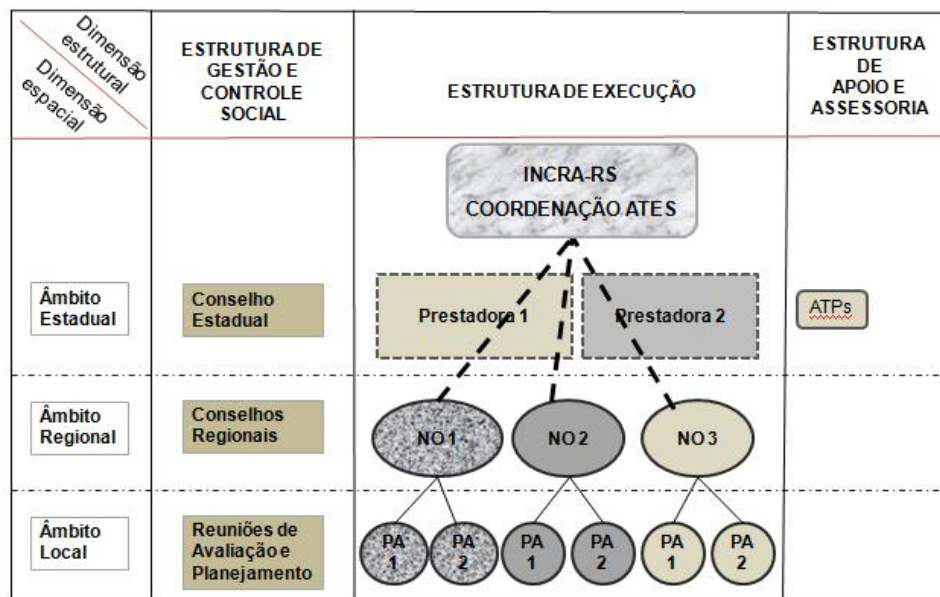 Dimensão
estrutural
Dimensão
espacial
ESTRUTURA DE
GESTÃO E
CONTROLE
SOCIAL
ESTRUTURA DE EXECUÇÃO
ESTRUTURA
DE
APOIO E
ASSESSORIA
INCRA-RS
COORDENAÇÃO ATES
Âmbito
Estadual
Conselho
Estadual
Prestadora 1
Prestadora 2
ATPs
Âmbito
Regional
Conselhos
Regionais
NO 1
NO 2
NO 3
Âmbito
Local
Reuniões de
Avaliação e
Planejamento
PA
1
PA
2
PA
1
PA
2
PA
1
PA
2